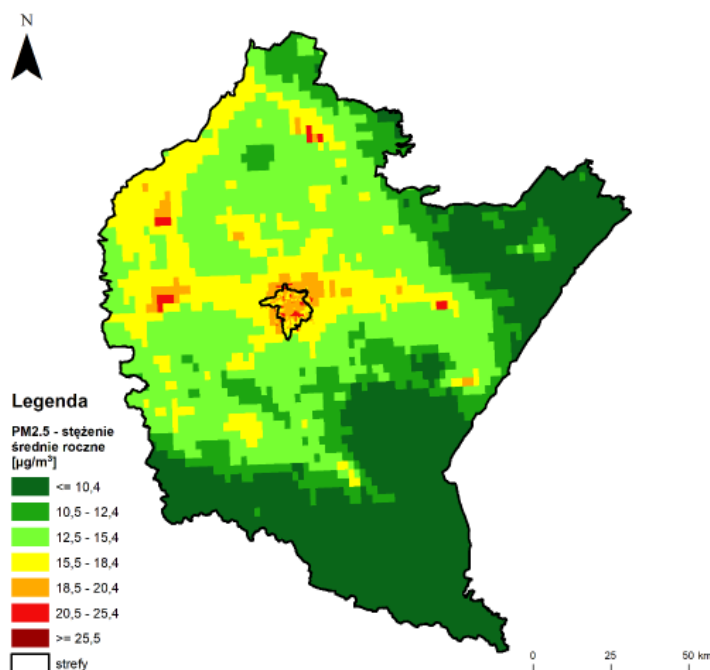 N
Legenda
PM2.5 - stężenie
średnie roczne
[µg/m³]
<= 10,4
10,5 - 12,4
12,5 - 15,4
15,5 - 18,4
18,5 - 20,4
20,5 - 25,4
>= 25,5
strefy
0 25 50 km